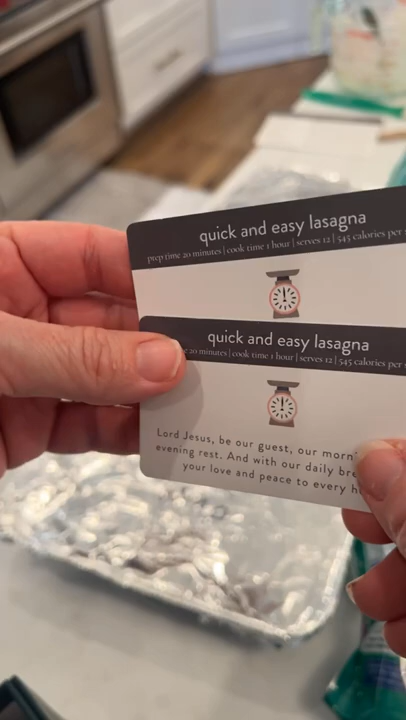 quick and easy lasagna
prep time 20 minutes | cook time 1 hour | serves 12 | 545 calories per
quick and easy lasagna
20 minutes | cook time 1 hour | serves 12 | 545 calories per
Lord Jesus, be our guest, our morn
evening rest. And with our daily
your love and peace to every